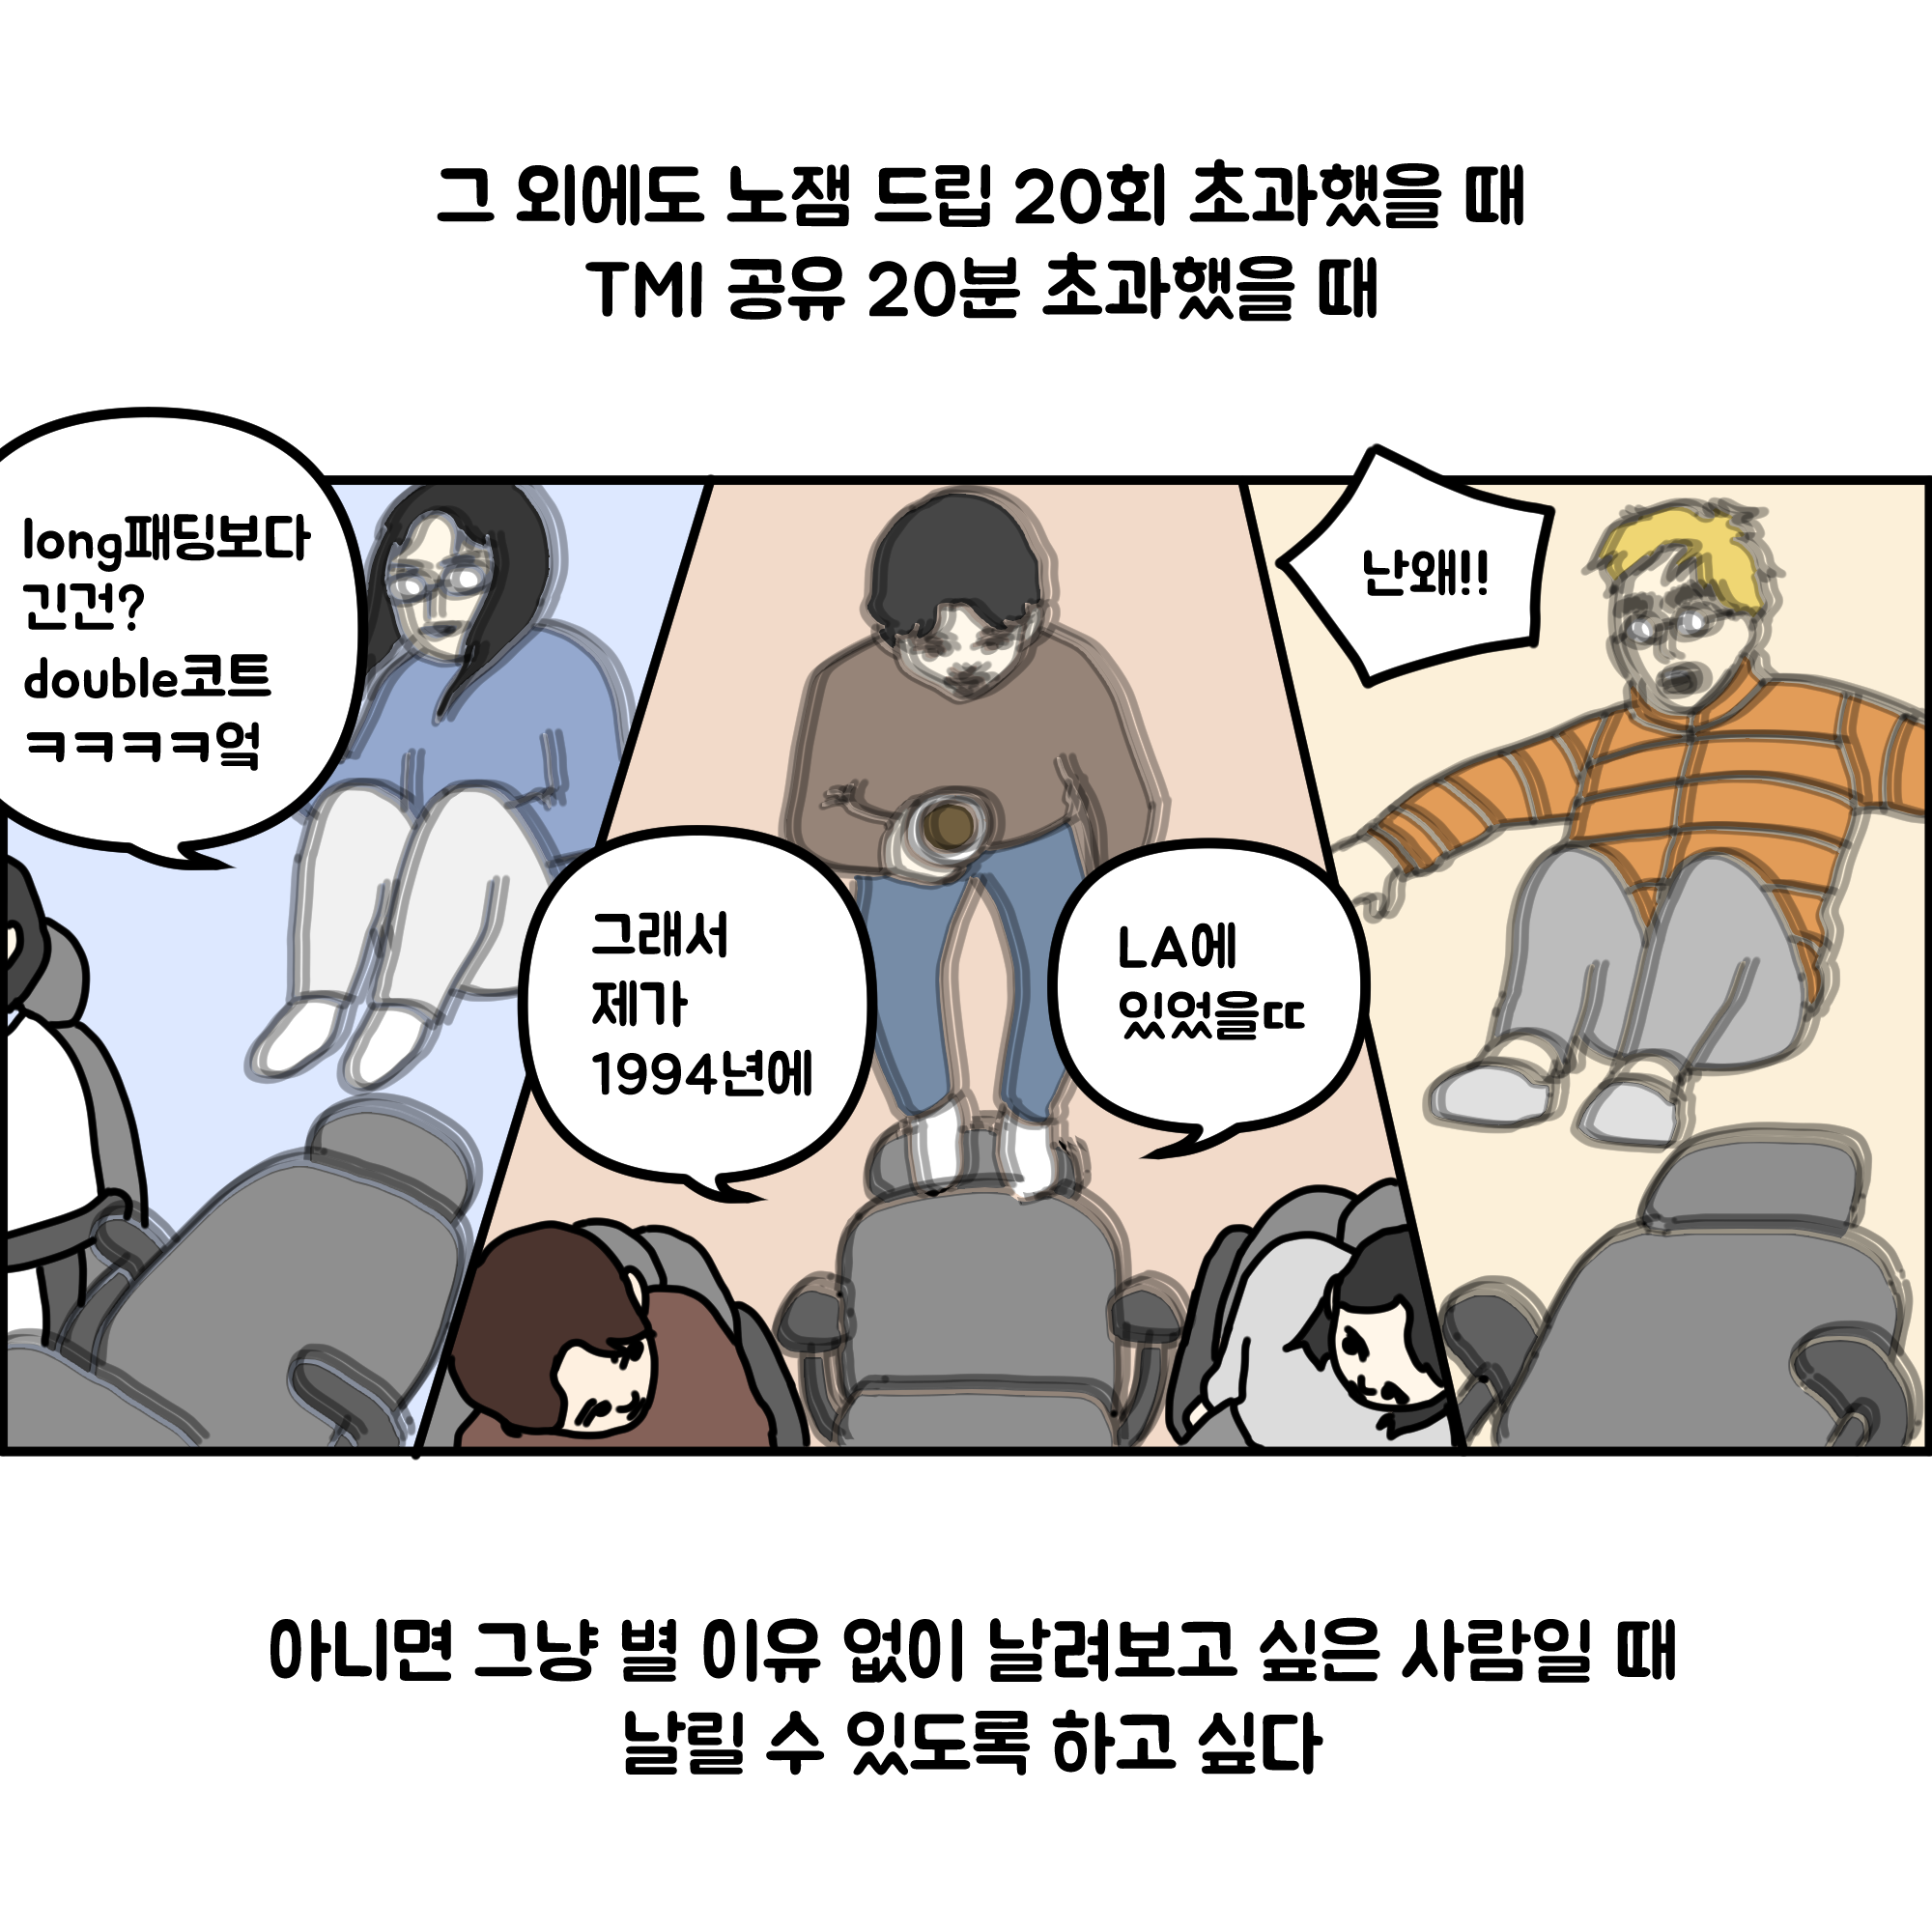 그 외에도 노잼 드립 20회 초과했을 때
TMI 공유 20분 초과했을 때
long패딩보다
긴건?
double코트
ㅋㅋㅋㅋ옄
그래서
제가
1994년에
LA에
있었을ㄸ
난왜!!
아니면 그냥 별 이유 없이 날려보고 싶은 사람일 때
날릴 수 있도록 하고 싶다